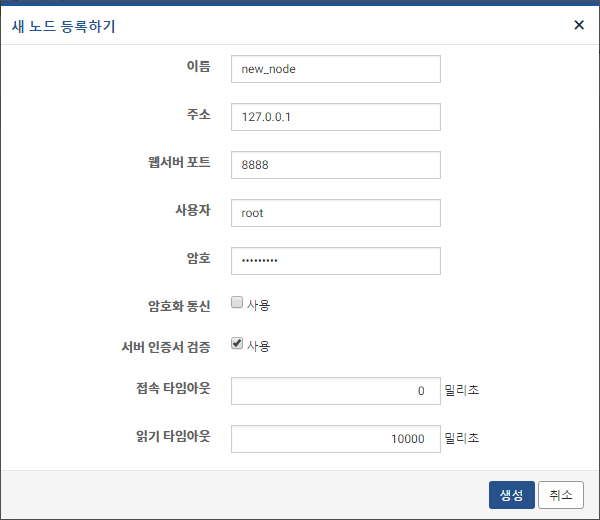 새 노드 등록하기 ×
이름 new_node
주소 127.0.0.1
웹서버 포트 8888
사용자 root
암호 •••••••••
암호화 통신 사용
서버 인증서 검증 사용
접속 타임아웃 0 밀리초
읽기 타임아웃 10000 밀리초
생성 취소